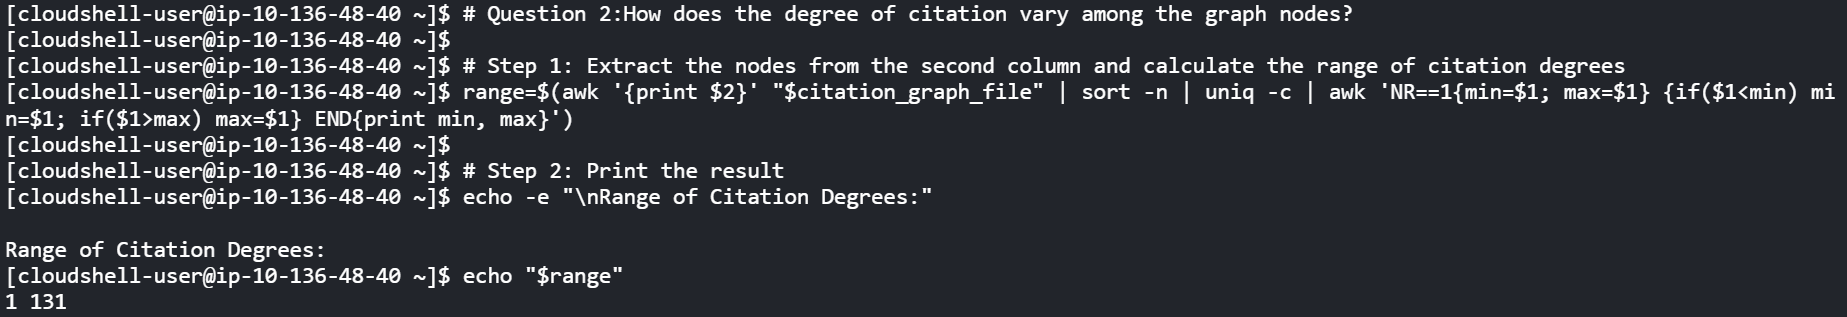 [cloudshell-user@ip-10-136-48-40 ~]$ # Question 2:How does the degree of citation vary among the graph nodes?
[cloudshell-user@ip-10-136-48-40 ~]$
[cloudshell-user@ip-10-136-48-40 ~]$ # Step 1: Extract the nodes from the second column and calculate the range of citation degrees
[cloudshell-user@ip-10-136-48-40 ~]$ range=$(awk '{print $2}' "$citation_graph_file" | sort -n | uniq -c | awk 'NR==1{min=$1; max=$1} {if($1<min) mi
n=$1; if($1>max) max=$1} END{print min, max}')
[cloudshell-user@ip-10-136-48-40 ~]$
[cloudshell-user@ip-10-136-48-40 ~]$ # Step 2: Print the result
[cloudshell-user@ip-10-136-48-40 ~]$ echo -e "\nRange of Citation Degrees:"
Range of Citation Degrees:
[cloudshell-user@ip-10-136-48-40 ~]$ echo "$range"
1 131